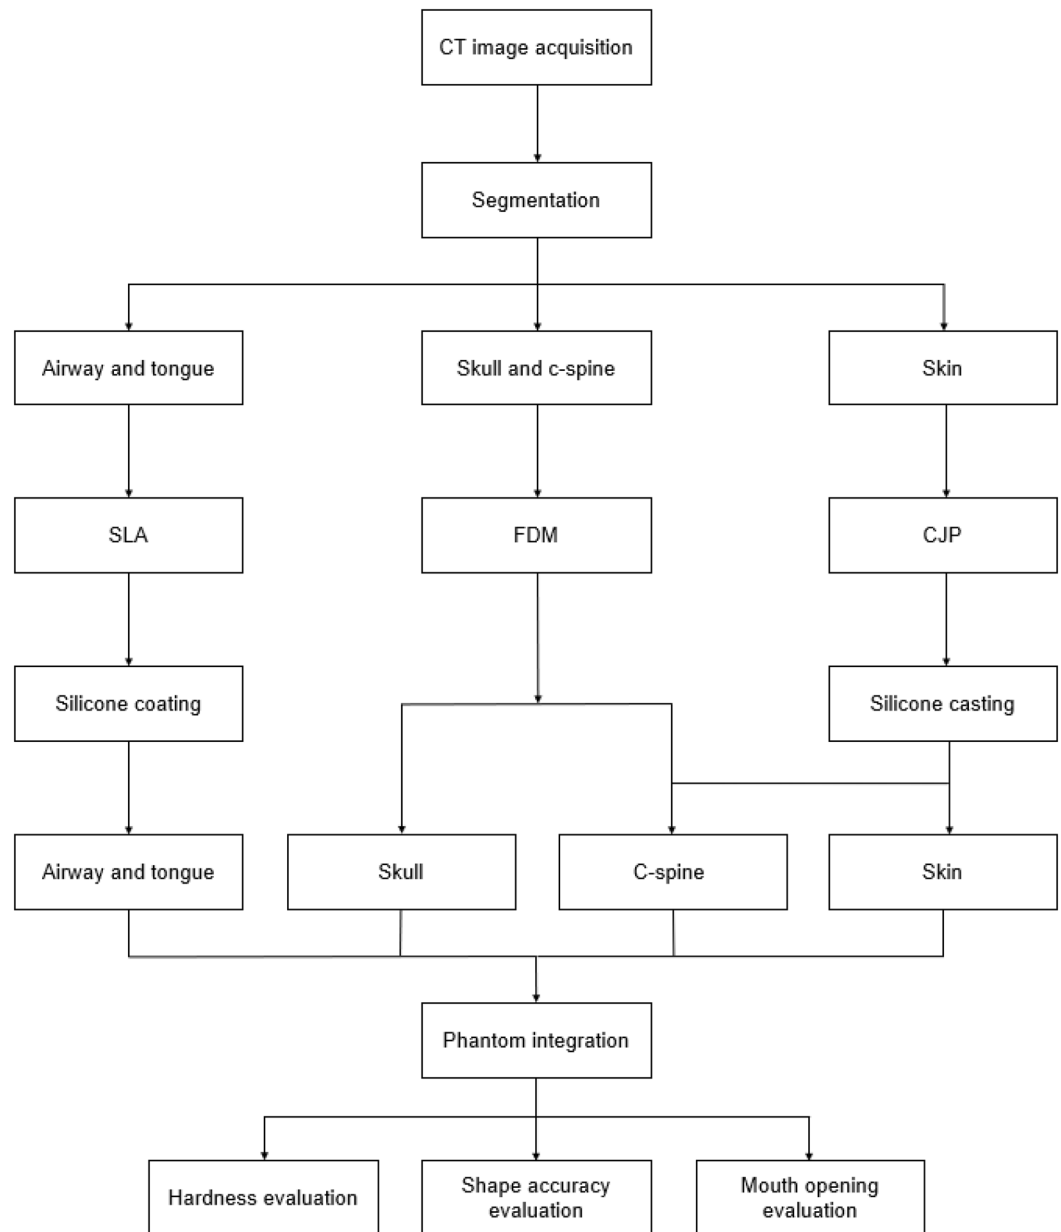 CT image acquisition
Segmentation
Airway and tongue
Skull and c-spine
Skin
SLA
FDM
CJP
Silicone coating
Silicone casting
Airway and tongue
Skull
C-spine
Skin
Phantom integration
Hardness evaluation
Shape accuracy
evaluation
Mouth opening
evaluation